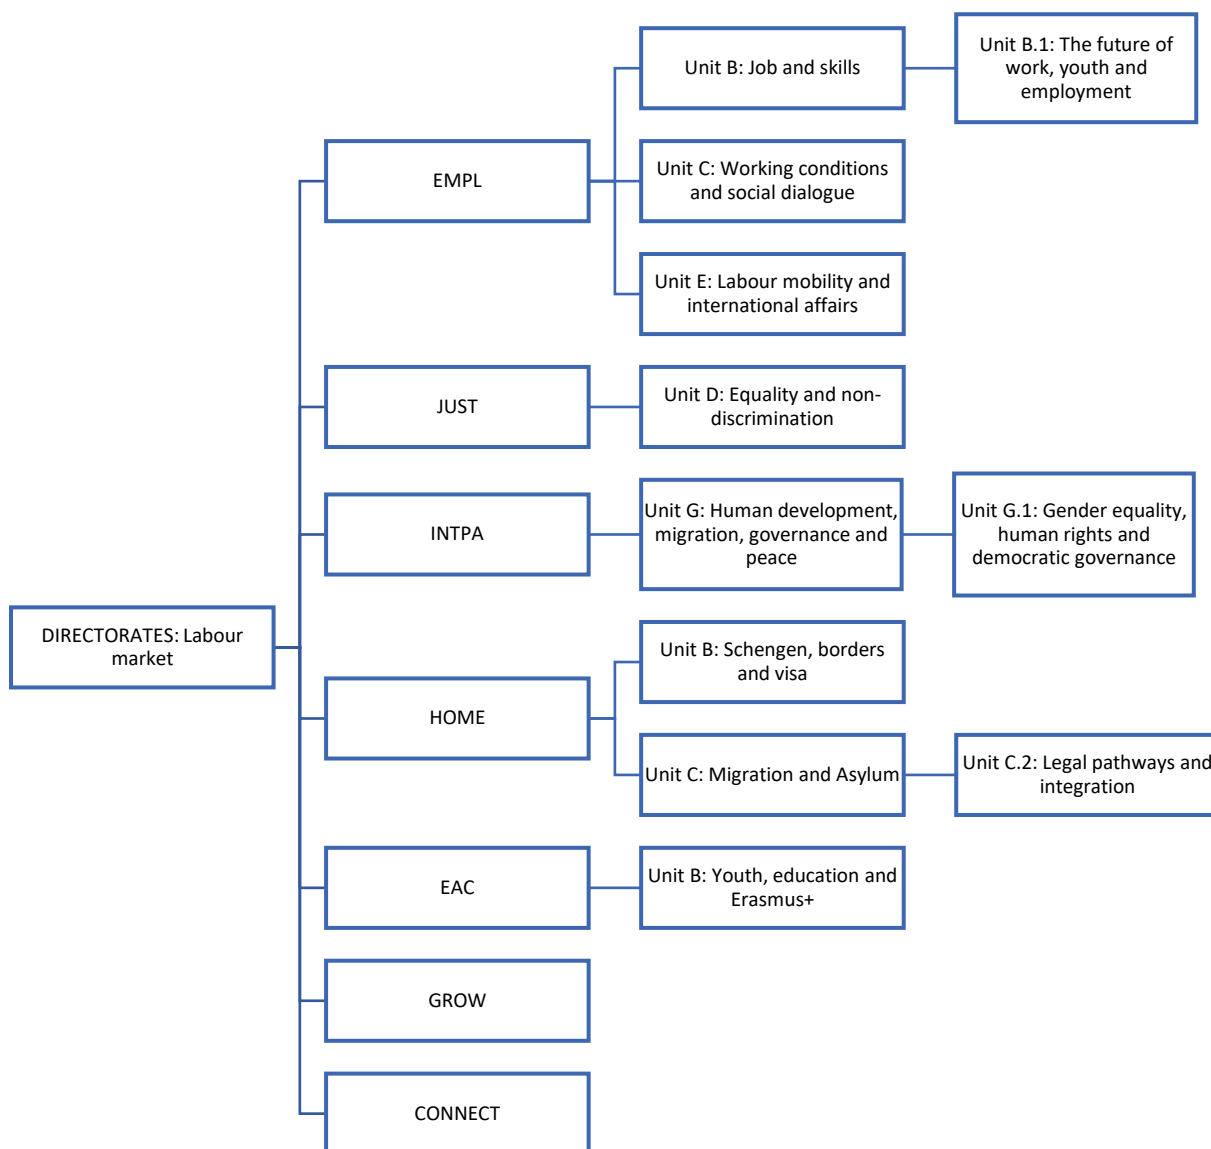 DIRECTORATES: Labour
market
EMPL
Unit B: Job and skills
Unit B.1: The future of
work, youth and
employment
Unit C: Working conditions
and social dialogue
Unit E: Labour mobility and
international affairs
JUST
Unit D: Equality and non-
discrimination
INTPA
Unit G: Human development,
migration, governance and
peace
Unit G.1: Gender equality,
human rights and
democratic governance
HOME
Unit B: Schengen, borders
and visa
Unit C: Migration and Asylum
Unit C.2: Legal pathways and
integration
EAC
Unit B: Youth, education and
Erasmus+
GROW
CONNECT